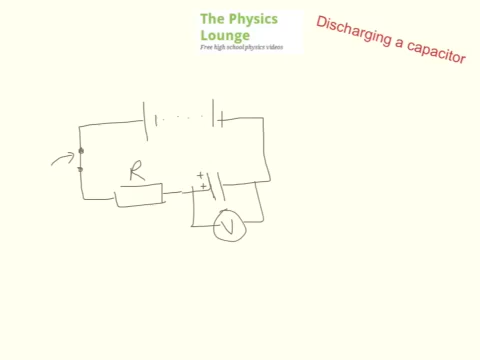 The Physics
Lounge
Free high school physics videos
Discharging a capacitor
R
+
+
V